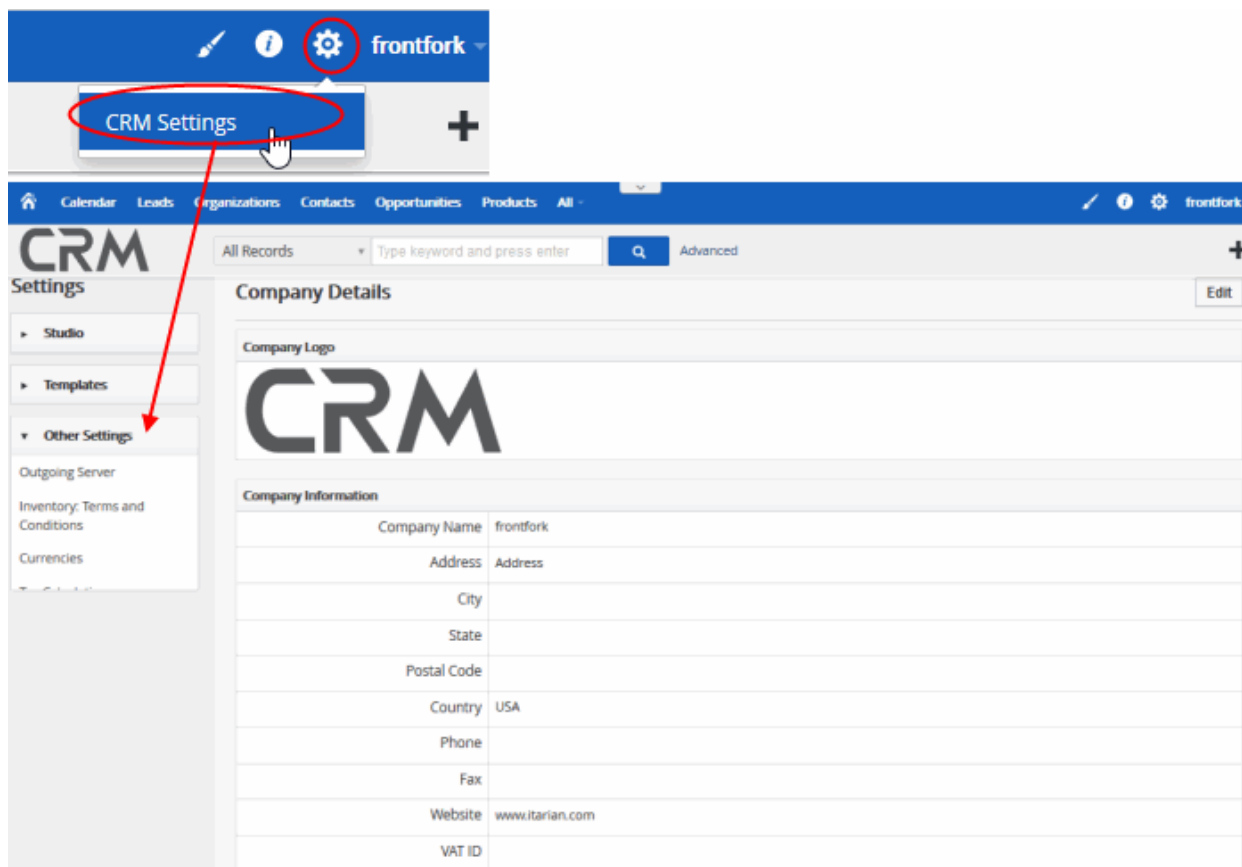 frontfork
CRM Settings
Calendar Leads Organizations Contacts Opportunities Products All
frontfork
CRM
All Records
Type keyword and press enter
Advanced
Settings
Company Details
Edit
Studio
Templates
Other Settings
Outgoing Server
Inventory: Terms and
Conditions
Currencies
Company Logo
CRM
Company Information
Company Name frontfork
Address Address
City
State
Postal Code
Country USA
Phone
Fax
Website www.itarian.com
VAT ID